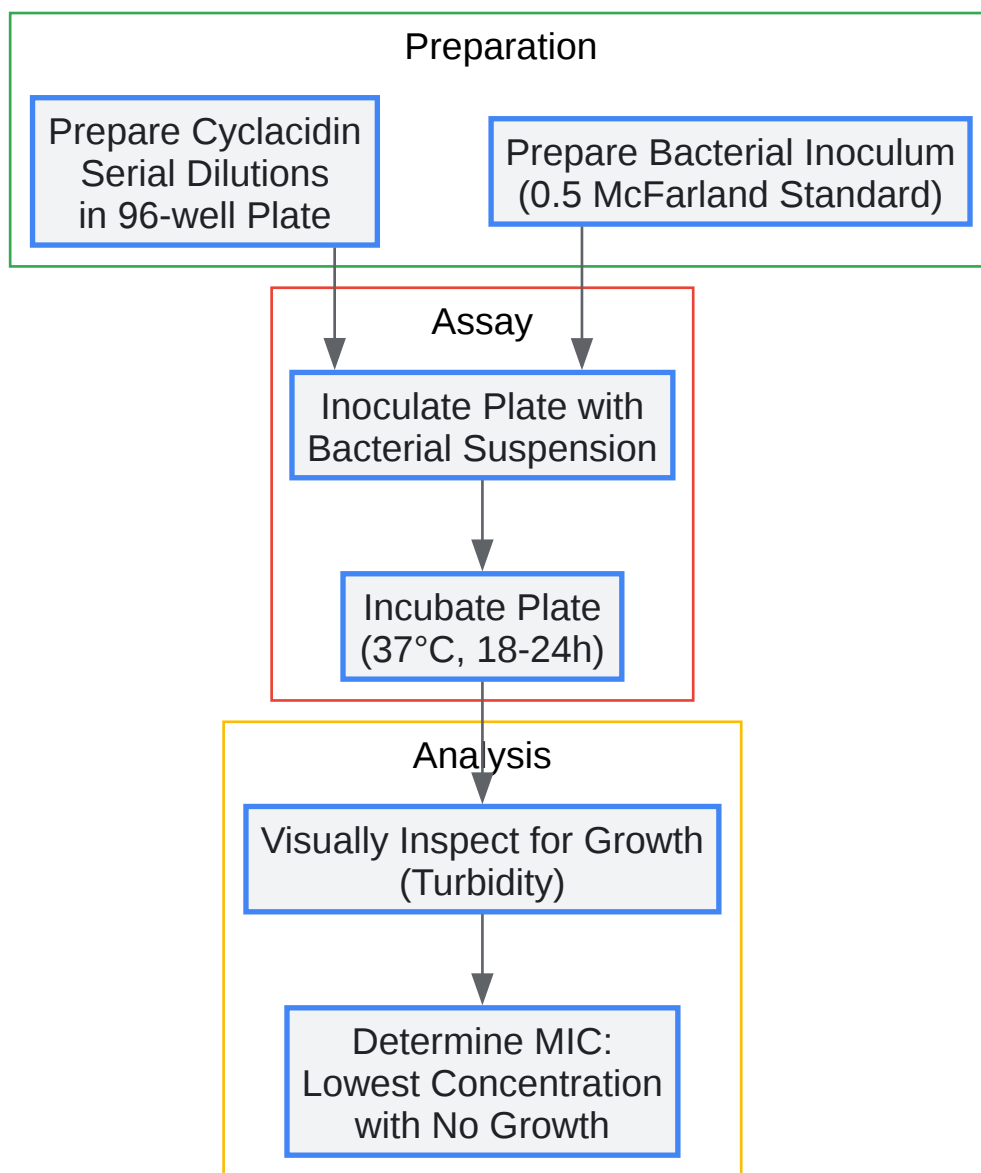 Preparation
Prepare Cyclacidin
Serial Dilutions
in 96-well Plate
Prepare Bacterial Inoculum
(0.5 McFarland Standard)
Assay
Inoculate Plate with
Bacterial Suspension
Incubate Plate
(37°C, 18-24h)
Analysis
Visually Inspect for Growth
(Turbidity)
Determine MIC:
Lowest Concentration
with No Growth